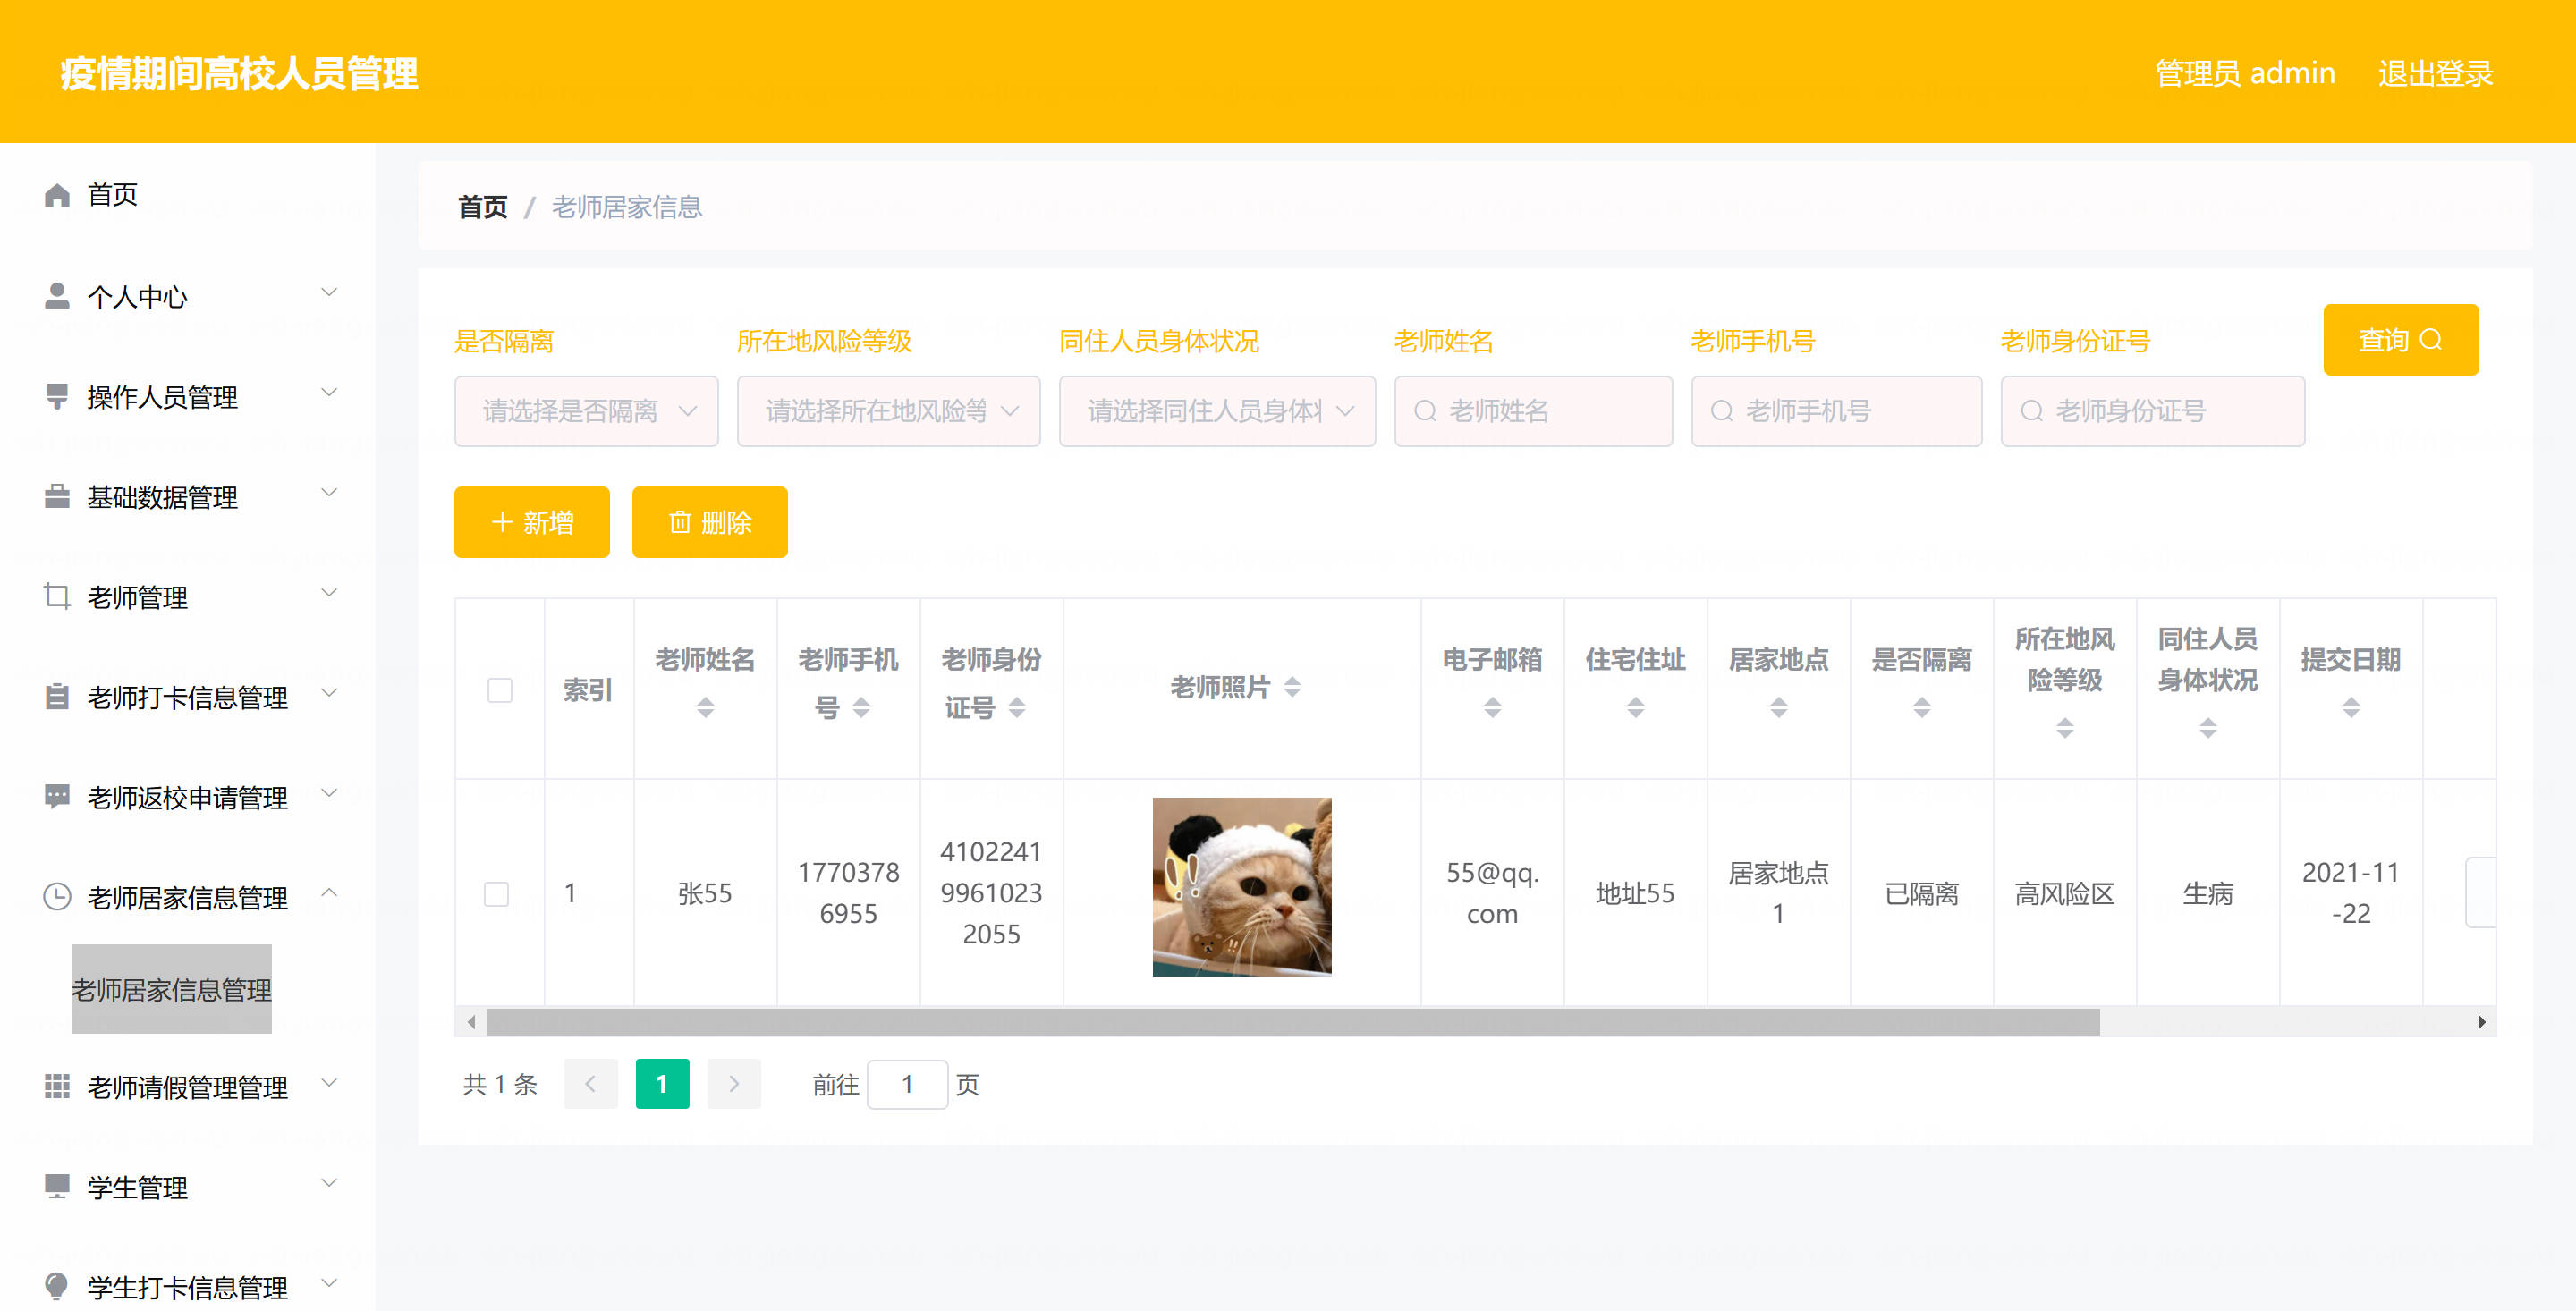 疫情期间高校人员管理
管理员 admin
退出登录
首页
个人中心
操作人员管理
基础数据管理
老师管理
老师打卡信息管理
老师返校申请管理
老师居家信息管理
老师居家信息管理
老师请假管理管理
学生管理
学生打卡信息管理
首页 / 老师居家信息
是否隔离 所在地风险等级 同住人员身体状况 老师姓名 老师手机号 老师身份证号
请选择是否隔离 请选择所在地风险等 请选择同住人员身体 老师姓名 老师手机号 老师身份证号
查询
新增 删除
索引
老师姓名
老师手机
号
老师身份
证号
老师照片
电子邮箱
住宅住址
居家地点
是否隔离
所在地风
险等级
同住人员
身体状况
提交日期
1
张55
1770378
6955
4102241
9961023
2055
55@qq.
com
地址55
居家地点
1
已隔离
高风险区
生病
2021-11
-22
共 1 条 1 前往 1 页